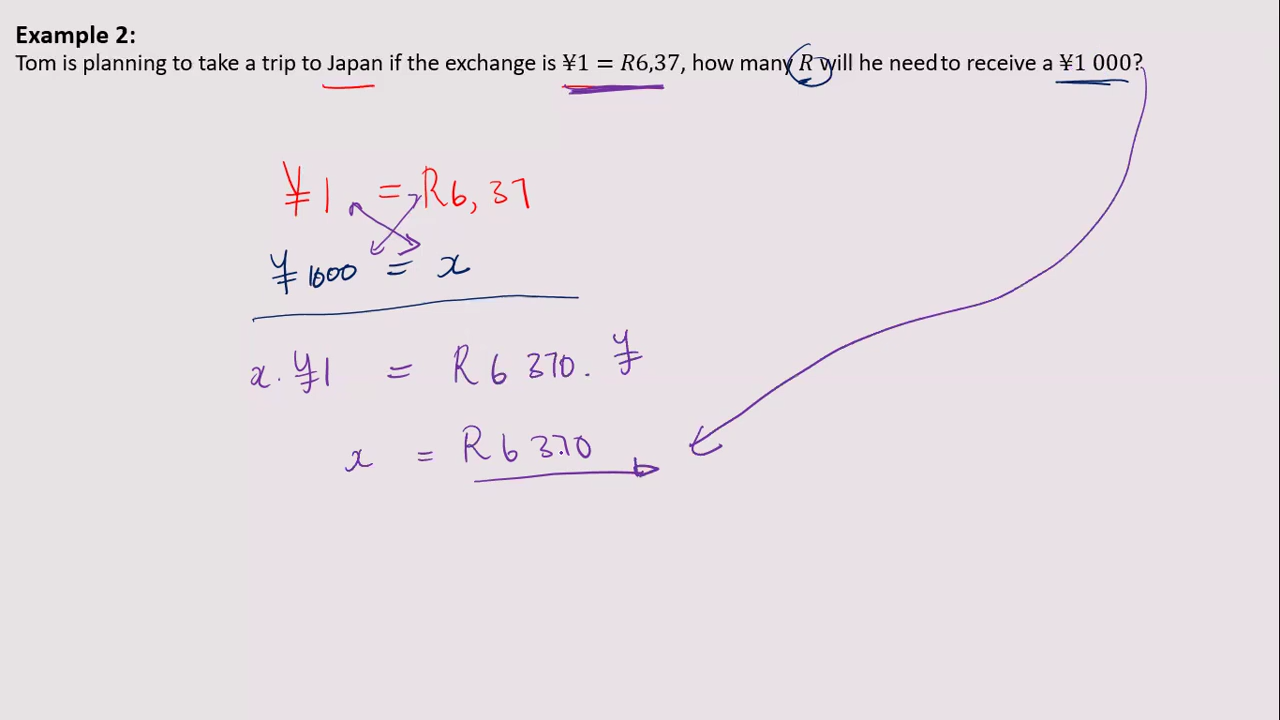 Example 2:
Tom is planning to take a trip to Japan if the exchange is ¥1 = R6,37, how many R will he need to receive a ¥1 000?
¥1 = R6,37
¥1000 = x
x. ¥1 = R6 370. ¥
x = R6 370